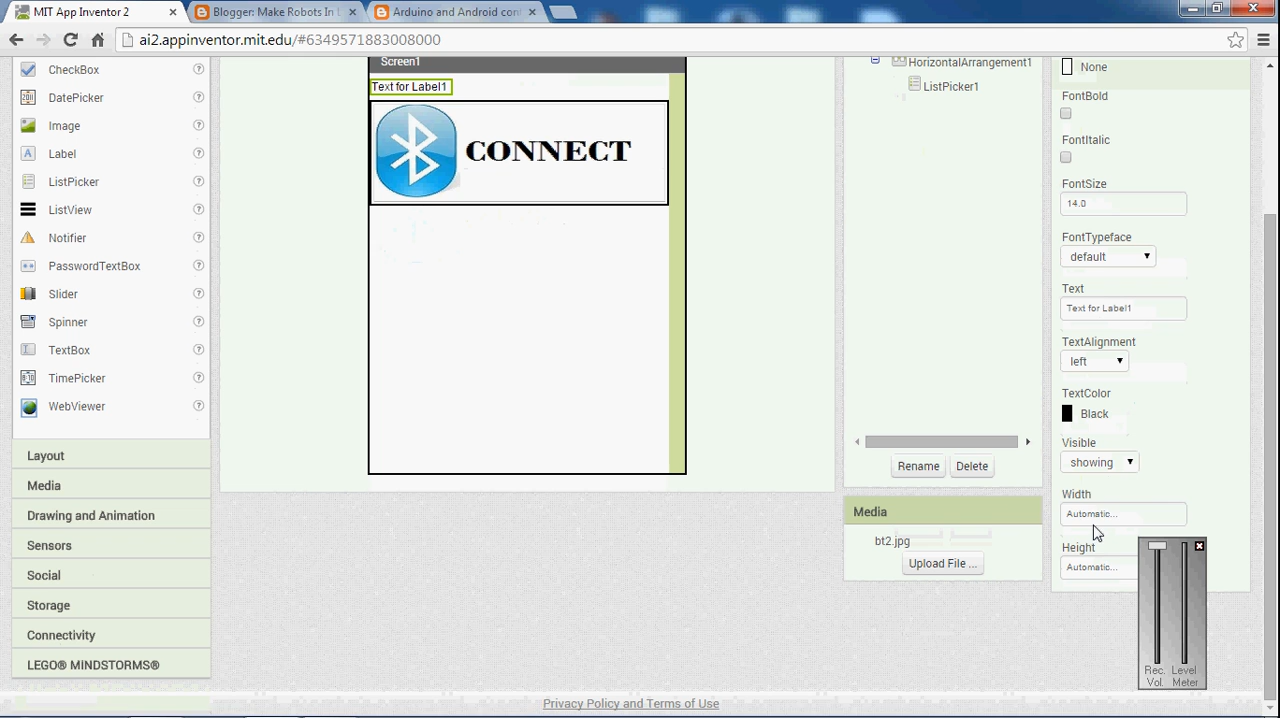 MIT App Inventor 2
Blogger: Make Robots In L
Arduino and Android cont
ai2.appinventor.mit.edu/#6349571883008000
CheckBox
DatePicker
Image
Label
ListPicker
ListView
Notifier
PasswordTextBox
Slider
Spinner
TextBox
TimePicker
WebViewer
Layout
Media
Drawing and Animation
Sensors
Social
Storage
Connectivity
LEGO® MINDSTORMS®
Screen1
Text for Label1
CONNECT
HorizontalArrangement1
ListPicker1
Rename
Delete
Media
bt2.jpg
Upload File ...
None
FontBold
FontItalic
FontSize
14.0
FontTypeface
default
Text
Text for Label1
TextAlignment
left
TextColor
Black
Visible
showing
Width
Automatic...
Height
Automatic...
Rec. Level
Vol. Meter
Privacy Policy and Terms of Use